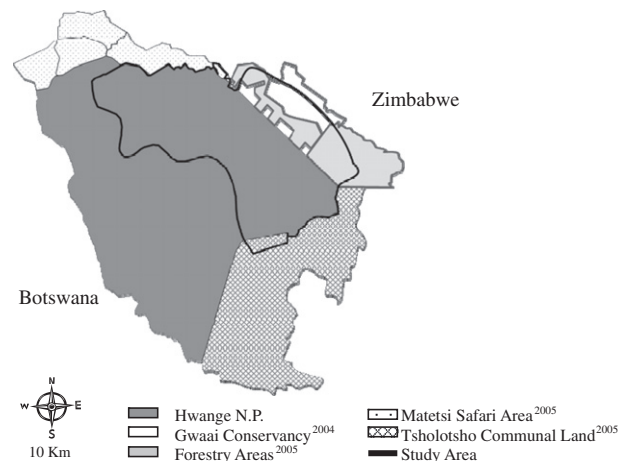 Zimbabwe
Botswana
N
W E
S
10 Km
Hwange N.P.
Gwaai Conservancy2004
Forestry Areas2005
Matetsi Safari Area2005
Tsholotsho Communal Land2005
Study Area